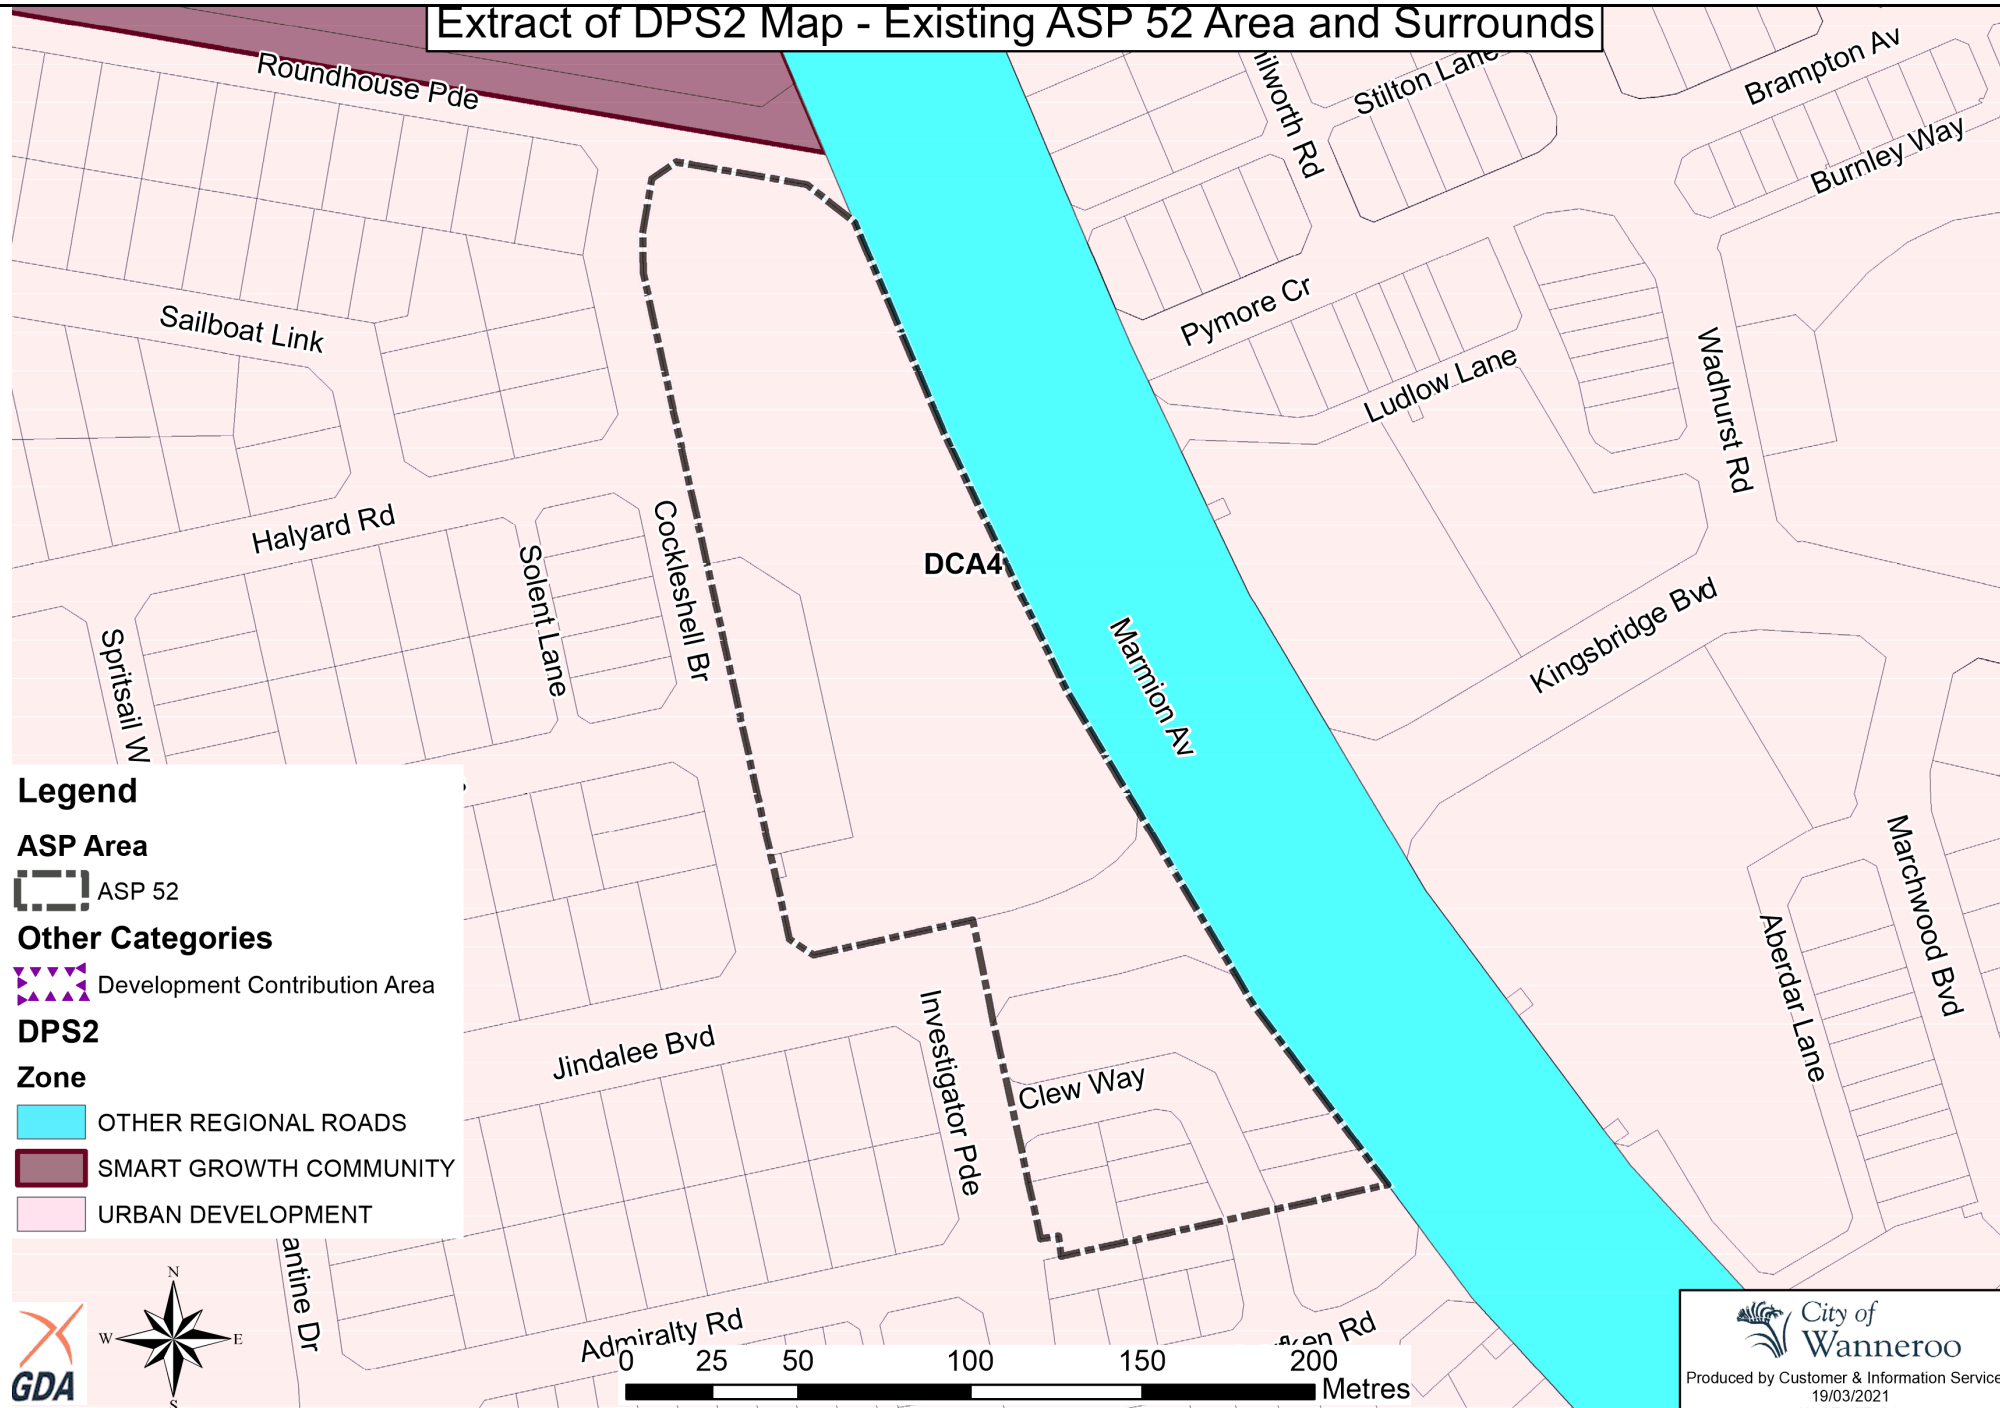 Extract of DPS2 Map - Existing ASP 52 Area and Surrounds
Roundhouse Pde
Stilton Lane
Brampton Av
Burnley Way
Sailboat Link
Pymore Cr
Ludlow Lane
Wadhurst Rd
Halyard Rd
Solent Lane
Cockleshell Br
DCA4
Marmion Av
Kingsbridge Bvd
Spritsail W
Marchwood Bvd
Aberdar Lane
Jindalee Bvd
Investigator Pde
Clew Way
Admiralty Rd
Legend
ASP Area
ASP 52
Other Categories
Development Contribution Area
DPS2
Zone
OTHER REGIONAL ROADS
SMART GROWTH COMMUNITY
URBAN DEVELOPMENT
antine Dr
N
W
E
S
GDA
0 25 50 100 150 200
Metres
City of
Wanneroo
Produced by Customer & Information Service
19/03/2021